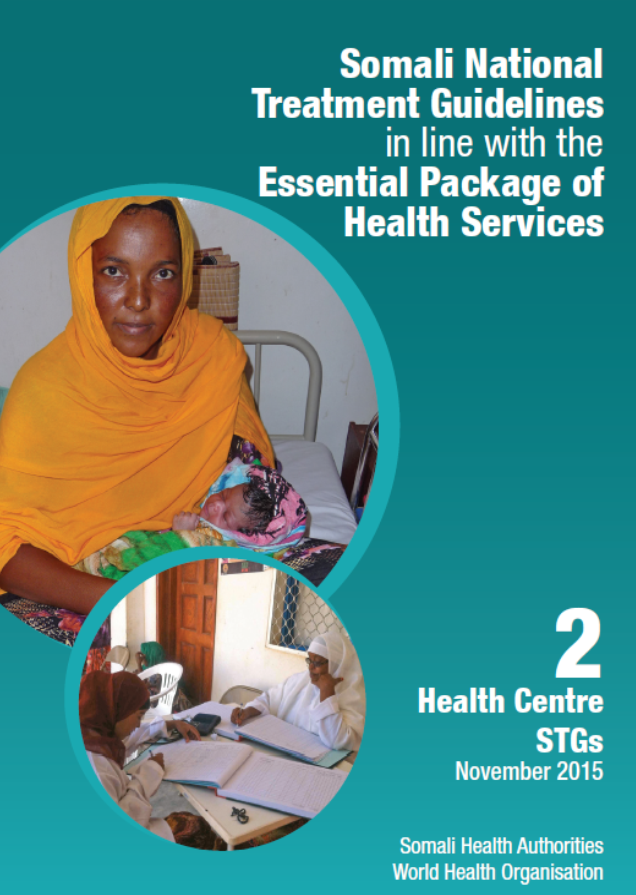 Somali National
Treatment Guidelines
in line with the
Essential Package of
Health Services
2
Health Centre
STGs
November 2015
Somali Health Authorities
World Health Organisation